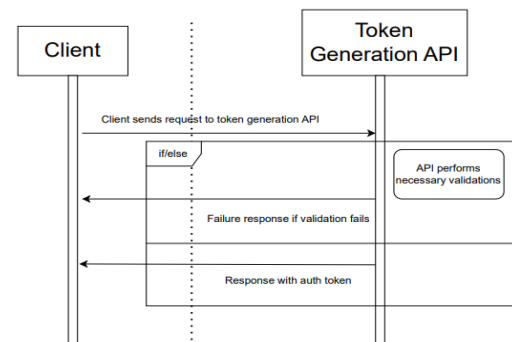 Client
Token
Generation API
Client sends request to token generation API
if/else
API performs
necessary validations
Failure response if validation fails
Response with auth token